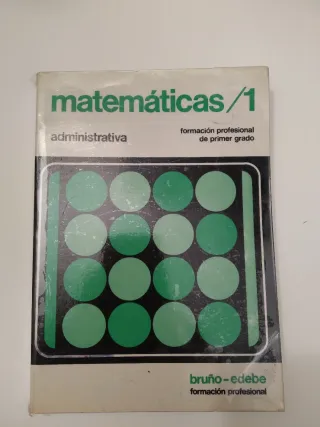 matemáticas/1
administrativa
formación profesional
de primer grado
bruño-edebe
formación profesional